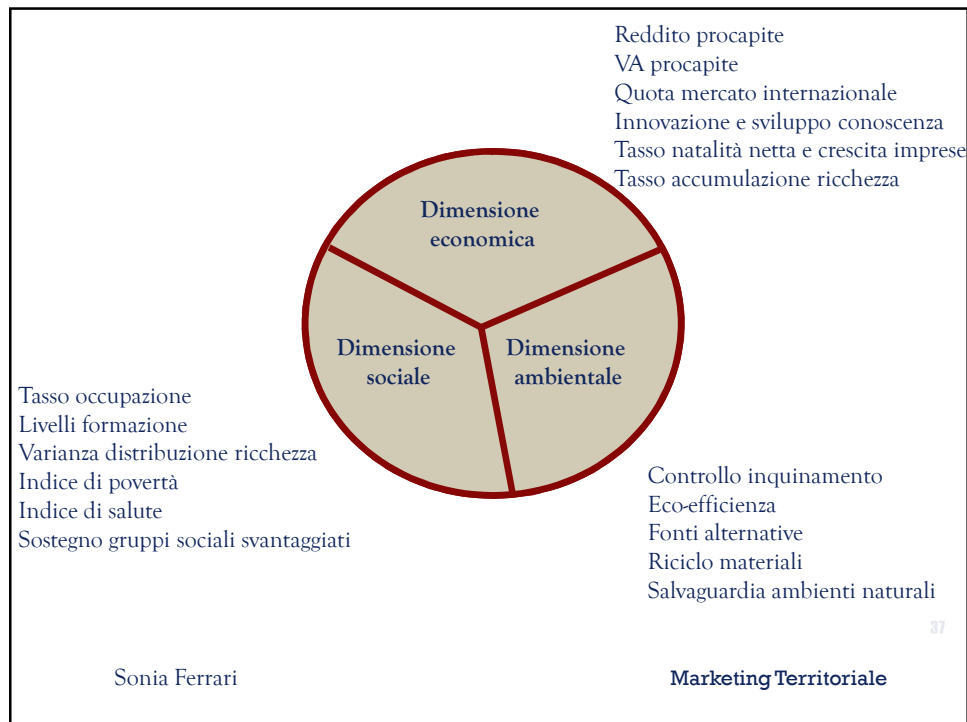 Reddito procapite
VA procapite
Quota mercato internazionale
Innovazione e sviluppo conoscenza
Tasso natalità netta e crescita imprese
Tasso accumulazione ricchezza
Dimensione
economica
Dimensione
sociale
Dimensione
ambientale
Tasso occupazione
Livelli formazione
Varianza distribuzione ricchezza
Indice di povertà
Indice di salute
Sostegno gruppi sociali svantaggiati
Controllo inquinamento
Eco-efficienza
Fonti alternative
Riciclo materiali
Salvaguardia ambienti naturali
37
Sonia Ferrari
Marketing Territoriale